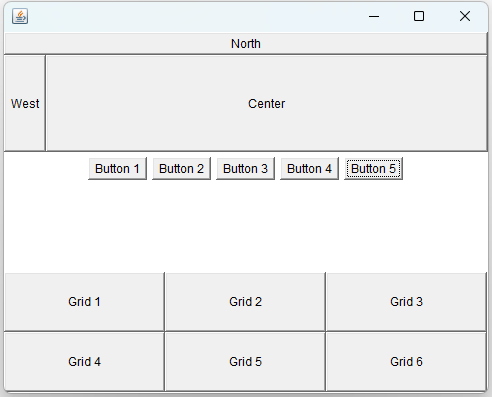 North
West Center
Button 1 Button 2 Button 3 Button 4 Button 5
Grid 1 Grid 2 Grid 3
Grid 4 Grid 5 Grid 6